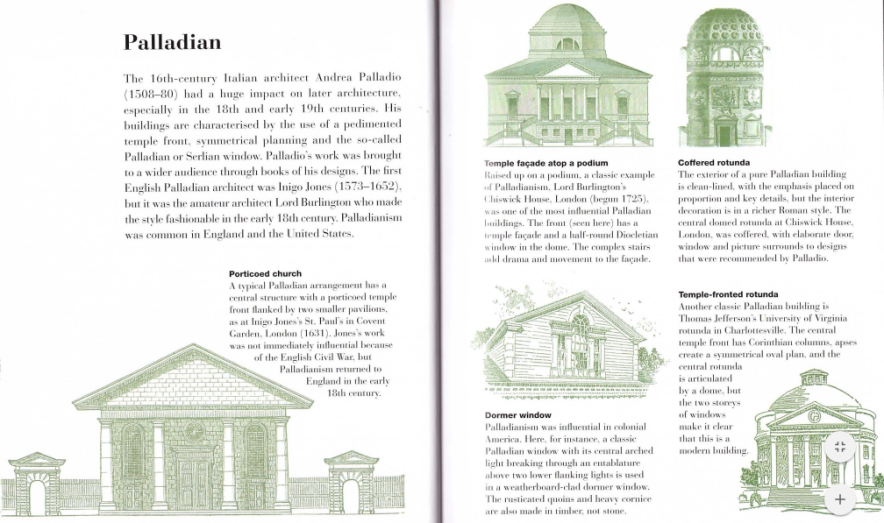 Palladian
The 16th-century Italian architect Andrea Palladio
(1508–80) had a huge impact on later architecture,
especially in the 18th and early 19th centuries. His
buildings are characterised by the use of a pedimented
temple front, symmetrical planning and the so-called
Palladian or Serlian window. Palladio's work was brought
to a wider audience through books of his designs. The first
English Palladian architect was Inigo Jones (1573–1652),
but it was the amateur architect Lord Burlington who made
the style fashionable in the early 18th century. Palladianism
was common in England and the United States.
Porticoed church
A typical Palladian arrangement has a
central structure with a porticoed temple
front flanked by two smaller pavilions,
as at Inigo Jones's St. Paul's in Covent
Garden, London (1631). Jones's work
was not immediately influential because
of the English Civil War, but
Palladianism returned to
England in the early
18th century.
Temple façade atop a podium
Raised up on a podium, a classic example
of Palladianism, Lord Burlington's
Chiswick House, London (begun 1725),
was one of the most influential Palladian
buildings. The front (seen here) has a
temple façade and a half-round Diocletian
window in the dome. The complex stairs
add drama and movement to the façade.
Coffered rotunda
The exterior of a pure Palladian building
is clean-lined, with the emphasis placed on
proportion and key details, but the interior
decoration is in a richer Roman style. The
central domed rotunda at Chiswick House,
London, was coffered, with elaborate door,
window and picture surrounds to designs
that were recommended by Palladio.
Dormer window
Palladianism was influential in colonial
America. Here, for instance, a classic
Palladian window with its central arched
light breaking through an entablature
above two lower flanking lights is used
in a weatherboard-clad dormer window.
The rusticated quoins and heavy cornice
are also made in timber, not stone.
Temple-fronted rotunda
Another classic Palladian building is
Thomas Jefferson's University of Virginia
rotunda in Charlottesville. The central
temple front has Corinthian columns, apses
create a symmetrical oval plan, and the
central rotunda
is articulated
by a dome, but
the two storeys
of windows
make it clear
that this is a
modern building.